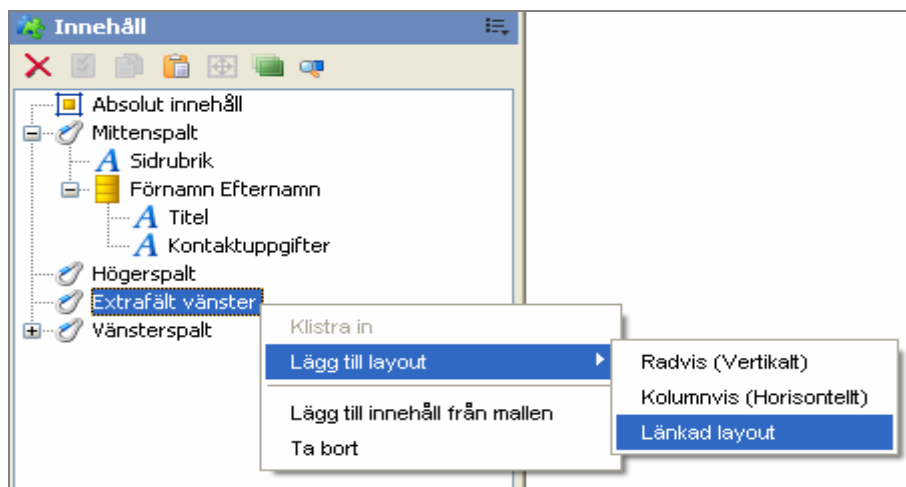 Innehåll
Absolut innehåll
Mittenspalt
Sidrubrik
Förnamn Efternamn
Titel
Kontaktuppgifter
Högerspalt
Extrafält vänster
Vänsterspalt
Klistra in
Lägg till layout
Lägg till innehåll från mallen
Ta bort
Radvis (Vertikalt)
Kolumnvis (Horisontellt)
Länkad layout